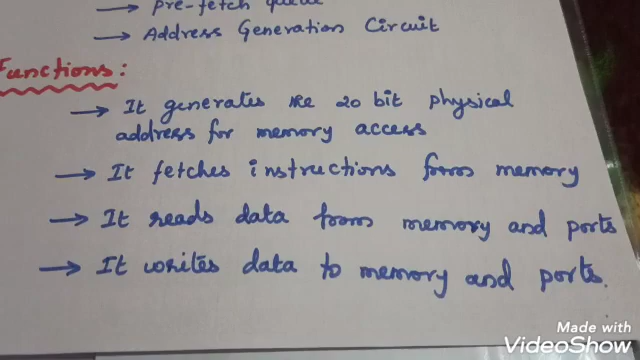 → Pre-fetch queue
→ Address Generation Circuit
Functions:
→ It generates the 20 bit physical
address for memory access
→ It fetches instructions from memory
→ It reads data from memory and ports
→ It writes data to memory and ports.
Made with
VideoShow